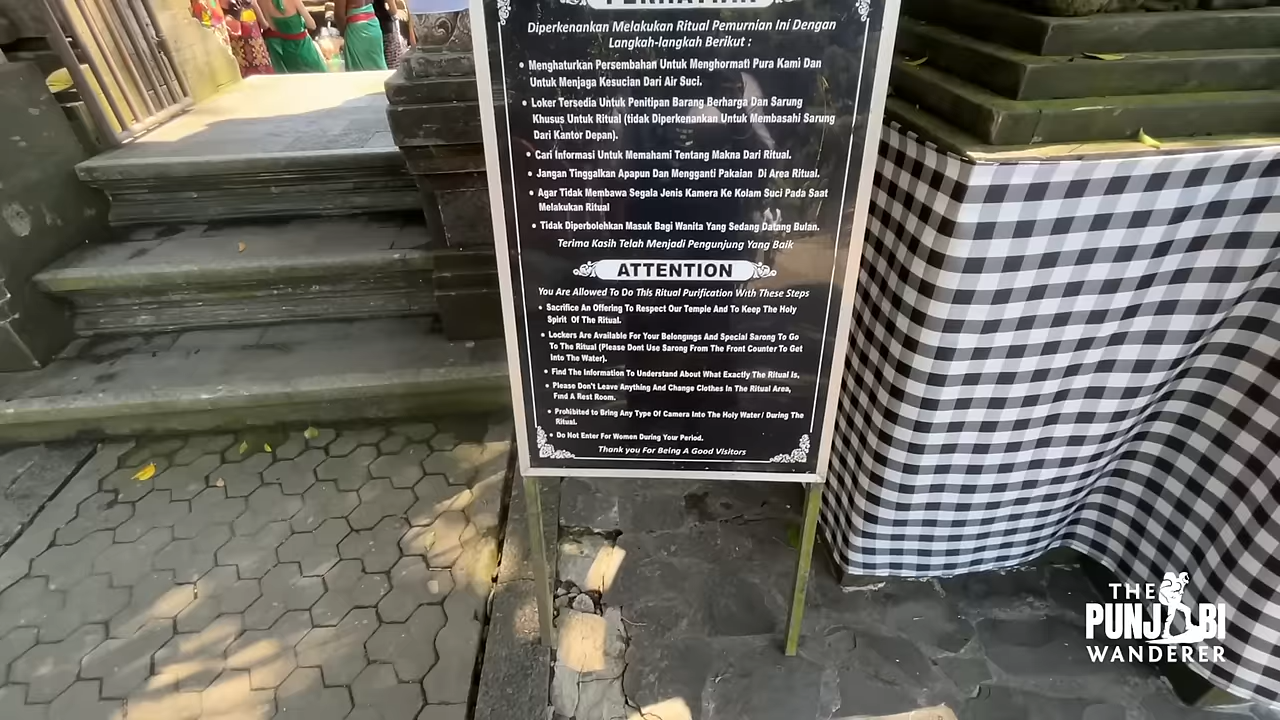 PERHATIAN
Diperkenankan Melakukan Ritual Pemurnian Ini Dengan
Langkah-langkah Berikut :
• Menghaturkan Persembahan Untuk Menghormati Pura Kami Dan
Untuk Menjaga Kesucian Dari Air Suci.
• Loker Tersedia Untuk Penitipan Barang Berharga Dan Sarung
Khusus Untuk Ritual (tidak Diperkenankan Untuk Membasahi Sarung
Dari Kantor Depan).
• Cari Informasi Untuk Memahami Tentang Makna Dari Ritual.
• Jangan Tinggalkan Apapun Dan Mengganti Pakaian Di Area Ritual.
• Agar Tidak Membawa Segala Jenis Kamera Ke Kolam Suci Pada Saat
Melakukan Ritual
• Tidak Diperbolehkan Masuk Bagi Wanita Yang Sedang Datang Bulan.
Terima Kasih Telah Menjadi Pengunjung Yang Baik
ATTENTION
You Are Allowed To Do This Ritual Purification With These Steps
• Sacrifice An Offering To Respect Our Temple And To Keep The Holy
Spirit Of The Ritual.
• Lockers Are Available For Your Belongings And Special Sarong To Go
To The Ritual (Please Dont Use Sarong From The Front Counter To Get
Into The Water).
• Find The Information To Understand About What Exactly The Ritual Is.
• Please Don't Leave Anything And Change Clothes In The Ritual Area,
Find A Rest Room.
• Prohibited to Bring Any Type Of Camera Into The Holy Water/ During The
Ritual.
• Do Not Enter For Women During Your Period.
Thank you For Being A Good Visitors
THE
PUNJABI
WANDERER